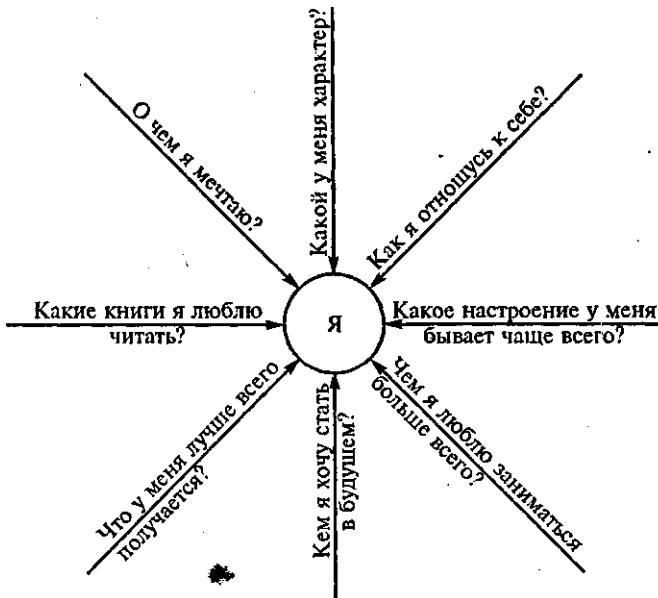 Какой у меня характер?
О чем я мечтаю?
Как я отношусь к себе?
Какие книги я люблю
читать?
Я
Какое настроение у меня
бывает чаще всего?
Что у меня лучше всего
получается?
Кем я хочу стать
в будущем?
Чем я люблю заниматься
больше всего?